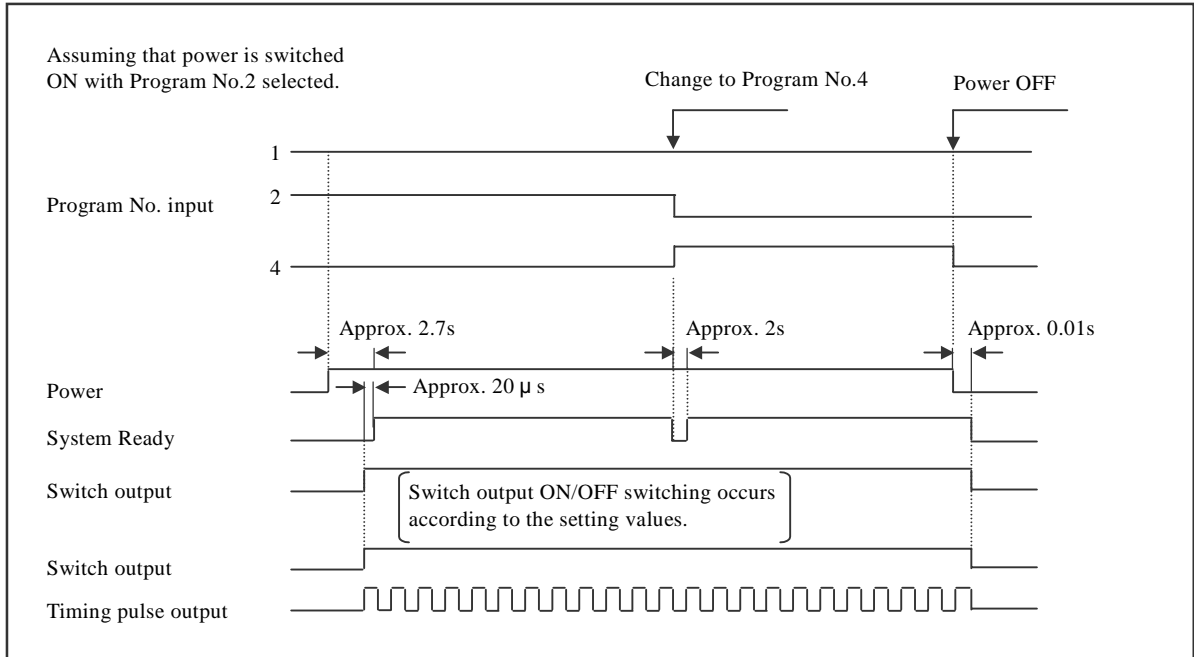 Assuming that power is switched
ON with Program No.2 selected.
Change to Program No.4
Power OFF
1
Program No. input
2
4
Approx. 2.7s
Approx. 2s
Approx. 0.01s
Power
Approx. 20 μ s
System Ready
Switch output
Switch output ON/OFF switching occurs
according to the setting values.
Switch output
Timing pulse output